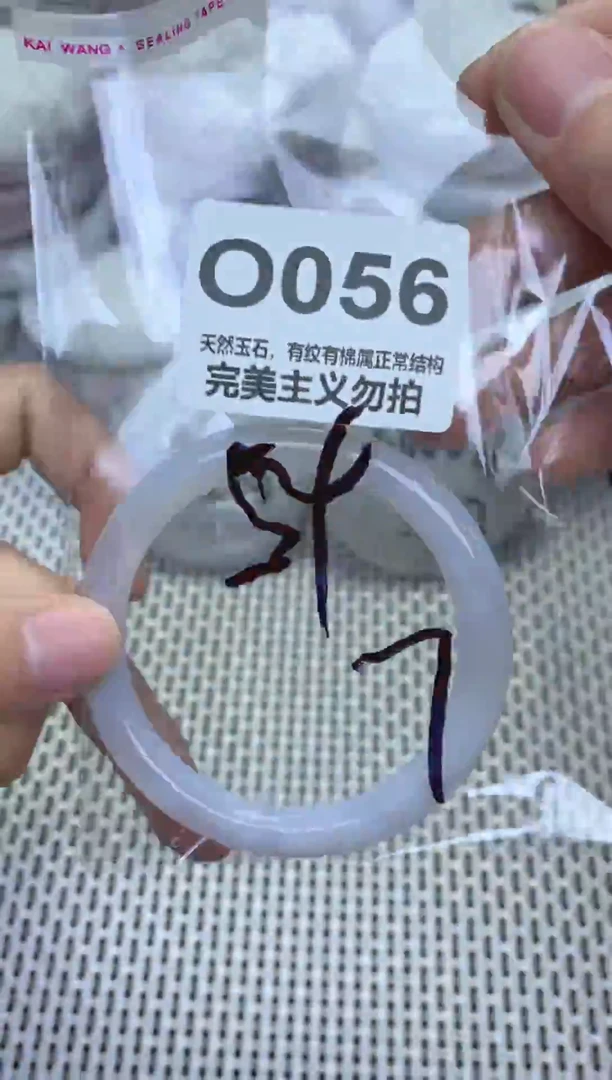 KAI WANG SEALING TAPE
O056
天然玉石，有纹有棉属正常结构
完美主义勿拍
54
7